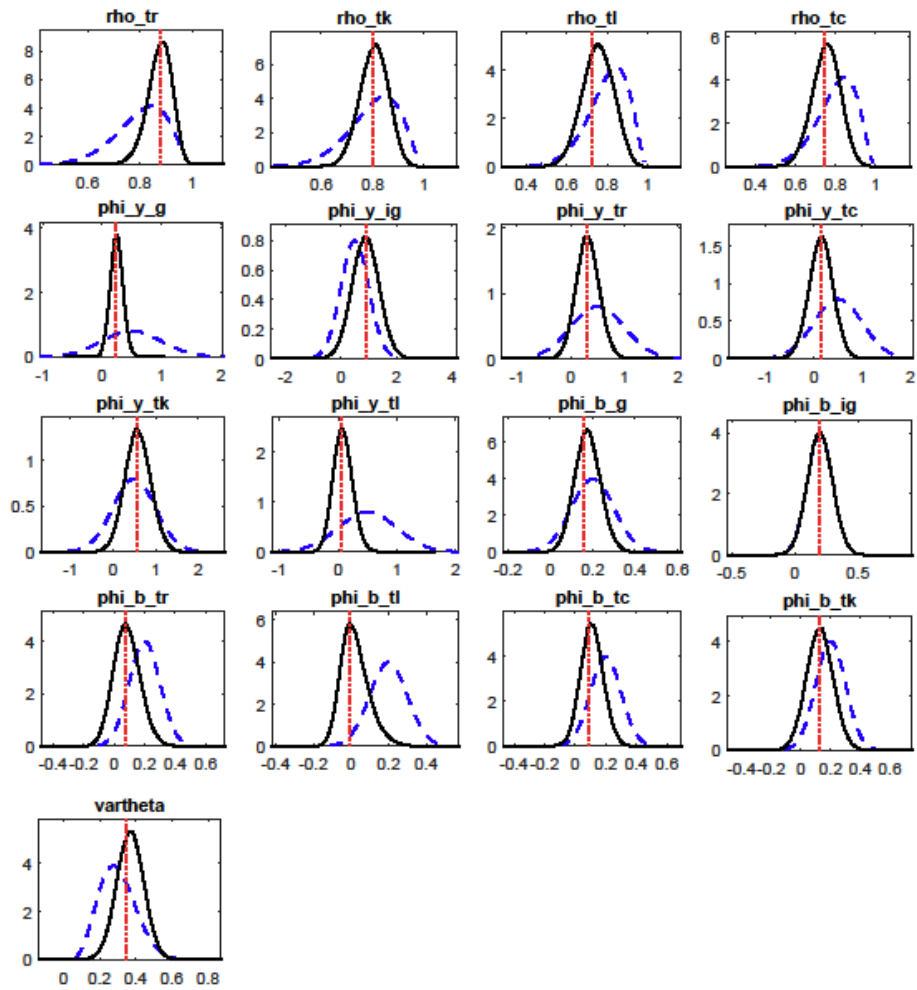 rho_tr rho_tk rho_tl rho_tc
8
6
4
2
0
0.6 0.8 1
6
4
2
0
0.6 0.8 1
4
2
0
0.4 0.6 0.8 1
6
4
2
0
0.4 0.6 0.8 1
phi_y_g phi_y_ig phi_y_tr phi_y_tc
4
2
0
-1 0 1 2
0.8
0.6
0.4
0.2
0
-2 0 2 4
2
1
0
-1 0 1 2
1.5
1
0.5
0
-1 0 1 2
phi_y_tk phi_y_tl phi_b_g phi_b_ig
1
0.5
0
-1 0 1 2
2
1
0
-1 0 1 2
6
4
2
0
-0.2 0 0.2 0.4 0.6
4
2
0
-0.5 0 0.5
phi_b_tr phi_b_tl phi_b_tc phi_b_tk
4
2
0
-0.4 -0.2 0 0.2 0.4 0.6
6
4
2
0
-0.4 -0.2 0 0.2 0.4
4
2
0
-0.4 -0.2 0 0.2 0.4 0.6
4
2
0
-0.4 -0.2 0 0.2 0.4 0.6
vartheta
4
2
0
0 0.2 0.4 0.6 0.8